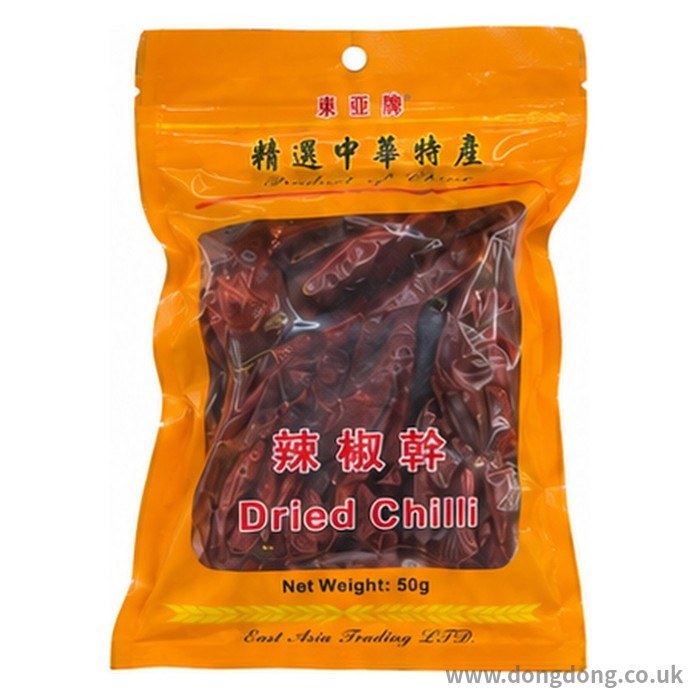 東亚牌®
精選中華特産
Product of China
辣椒幹
Dried Chilli
Net Weight: 50g
East Asia Trading LTD.
www.dongdong.co.uk